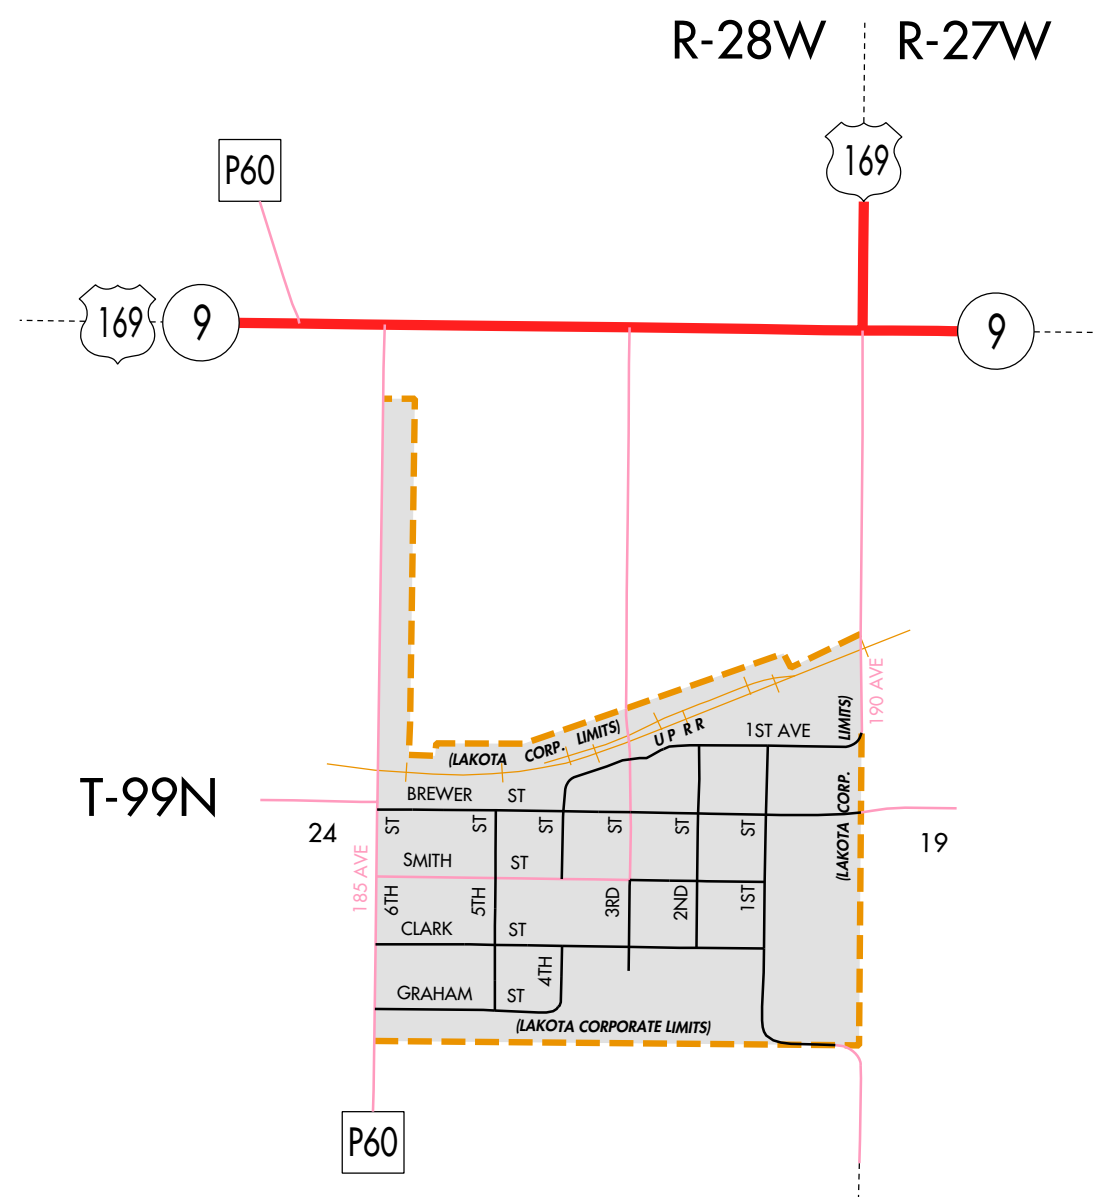 R-28W
R-27W
P60
169
169
9
9
190 AVE
(LAKOTA CORP. LIMITS)
U P RR
1ST AVE
(LAKOTA CORP. LIMITS)
T-99N
BREWER ST
24
19
ST
ST
ST
ST
ST
ST
SMITH ST
185 AVE
6TH
5TH
3RD
2ND
1ST
CLARK ST
4TH
GRAHAM ST
(LAKOTA CORPORATE LIMITS)
P60